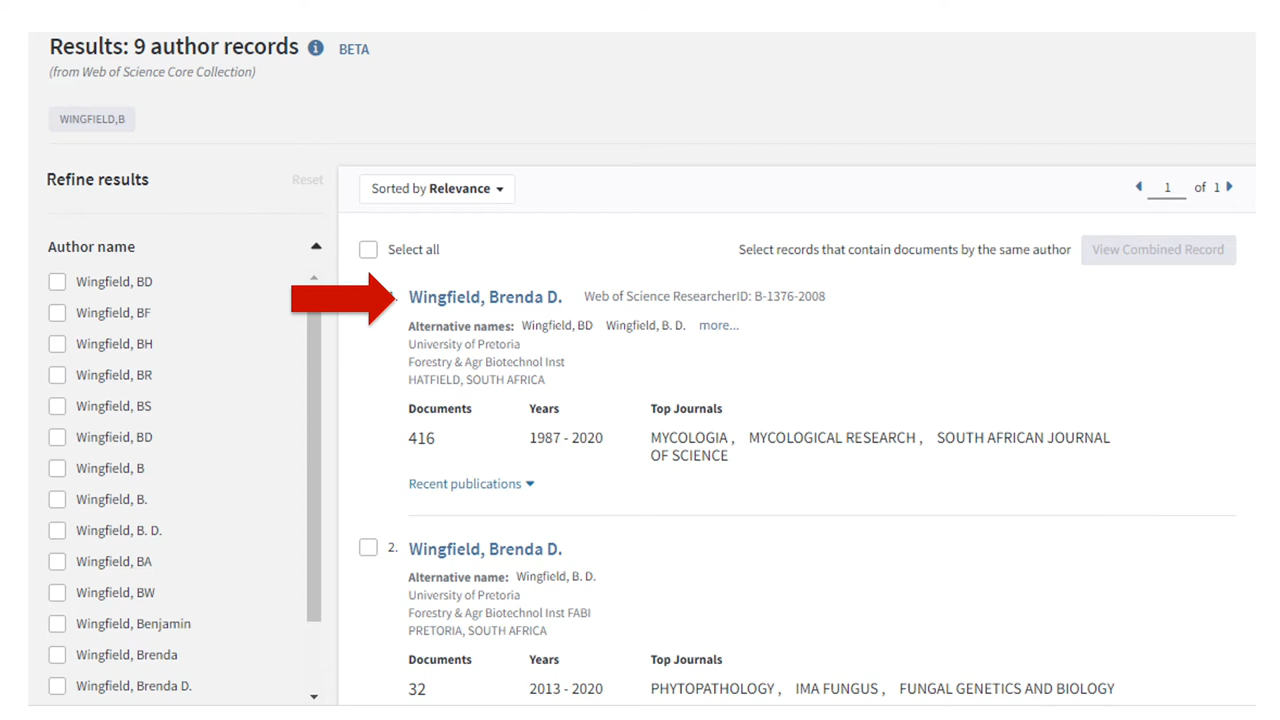 Results: 9 author records BETA
(from Web of Science Core Collection)
WINGFIELD,B
Refine results Reset
Author name
Wingfield, BD
Wingfield, BF
Wingfield, BH
Wingfield, BR
Wingfield, BS
Wingfieid, BD
Wingfield, B
Wingfield, B.
Wingfield, B. D.
Wingfield, BA
Wingfield, BW
Wingfield, Benjamin
Wingfield, Brenda
Wingfield, Brenda D.
Sorted by Relevance
1 of 1
Select all
Select records that contain documents by the same author View Combined Record
Wingfield, Brenda D. Web of Science ResearcherID: B-1376-2008
Alternative names: Wingfield, BD Wingfield, B. D. more...
University of Pretoria
Forestry & Agr Biotechnol Inst
HATFIELD, SOUTH AFRICA
Documents Years Top Journals
416 1987 - 2020 MYCOLOGIA , MYCOLOGICAL RESEARCH , SOUTH AFRICAN JOURNAL
OF SCIENCE
Recent publications
2. Wingfield, Brenda D.
Alternative name: Wingfield, B. D.
University of Pretoria
Forestry & Agr Biotechnol Inst FABI
PRETORIA, SOUTH AFRICA
Documents Years Top Journals
32 2013 - 2020 PHYTOPATHOLOGY , IMA FUNGUS , FUNGAL GENETICS AND BIOLOGY